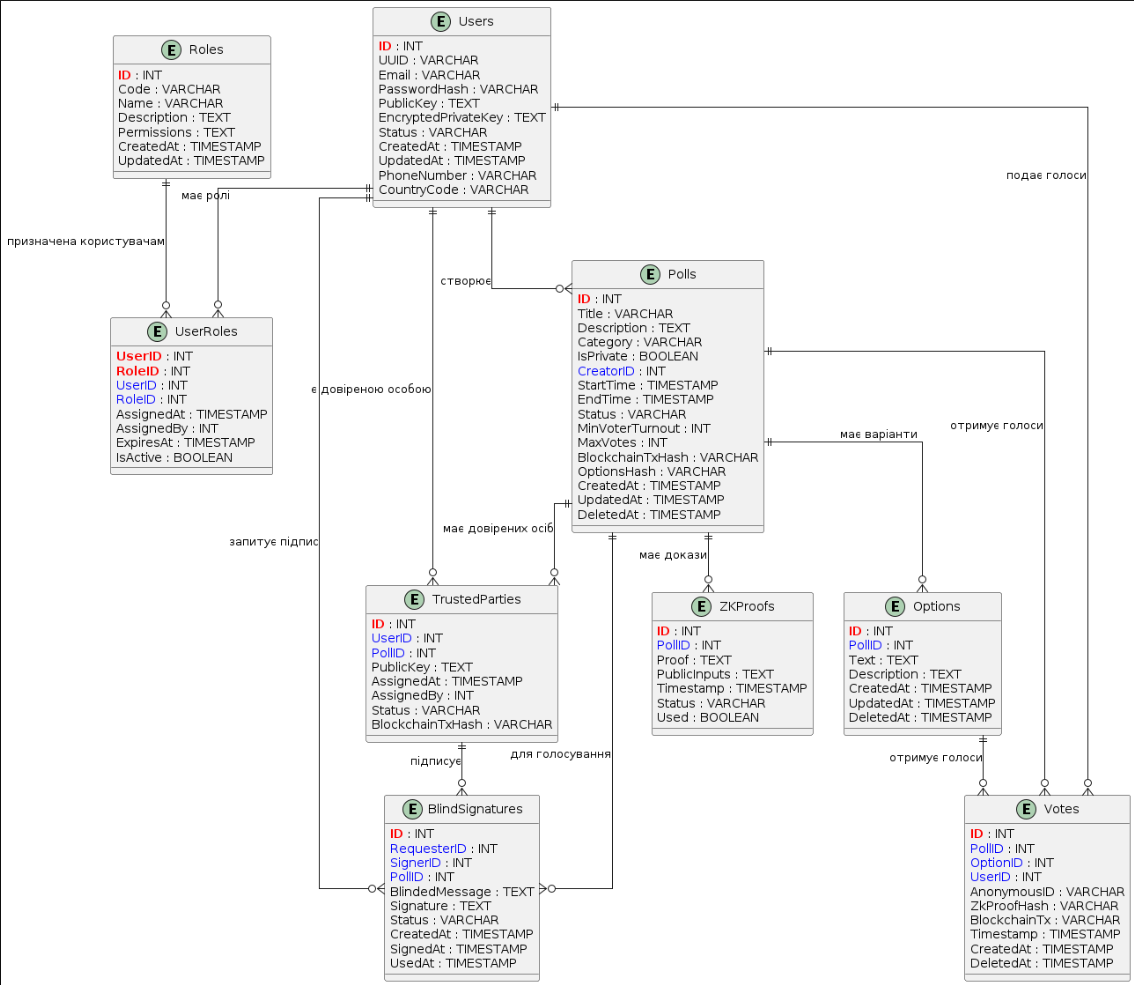 E Users
ID : INT
UUID : VARCHAR
Email : VARCHAR
PasswordHash : VARCHAR
PublicKey : TEXT
EncryptedPrivateKey : TEXT
Status : VARCHAR
CreatedAt : TIMESTAMP
UpdatedAt : TIMESTAMP
PhoneNumber : VARCHAR
CountryCode : VARCHAR
E Roles
ID : INT
Code : VARCHAR
Name : VARCHAR
Description : TEXT
Permissions : TEXT
CreatedAt : TIMESTAMP
UpdatedAt : TIMESTAMP
має ролі
подає голоси
призначена користувачам
створює
E Polls
ID : INT
Title : VARCHAR
Description : TEXT
Category : VARCHAR
IsPrivate : BOOLEAN
CreatorID : INT
StartTime : TIMESTAMP
EndTime : TIMESTAMP
Status : VARCHAR
MinVoterTurnout : INT
MaxVotes : INT
BlockchainTxHash : VARCHAR
OptionsHash : VARCHAR
CreatedAt : TIMESTAMP
UpdatedAt : TIMESTAMP
DeletedAt : TIMESTAMP
E UserRoles
UserID : INT
RoleID : INT
UserID : INT
RoleID : INT
AssignedAt : TIMESTAMP
AssignedBy : INT
ExpiresAt : TIMESTAMP
IsActive : BOOLEAN
є довіреною особою
отримує голоси
має варіанти
запитує підпис
має довірених осіб
має докази
E TrustedParties
ID : INT
UserID : INT
PollID : INT
PublicKey : TEXT
AssignedAt : TIMESTAMP
AssignedBy : INT
Status : VARCHAR
BlockchainTxHash : VARCHAR
E ZKProofs
ID : INT
PollID : INT
Proof : TEXT
PublicInputs : TEXT
Timestamp : TIMESTAMP
Status : VARCHAR
Used : BOOLEAN
E Options
ID : INT
PollID : INT
Text : TEXT
Description : TEXT
CreatedAt : TIMESTAMP
UpdatedAt : TIMESTAMP
DeletedAt : TIMESTAMP
підписує
для голосування
отримує голоси
E BlindSignatures
ID : INT
RequesterID : INT
SignerID : INT
PollID : INT
BlindedMessage : TEXT
Signature : TEXT
Status : VARCHAR
CreatedAt : TIMESTAMP
SignedAt : TIMESTAMP
UsedAt : TIMESTAMP
E Votes
ID : INT
PollID : INT
OptionID : INT
UserID : INT
AnonymousID : VARCHAR
ZkProofHash : VARCHAR
BlockchainTx : VARCHAR
Timestamp : TIMESTAMP
CreatedAt : TIMESTAMP
DeletedAt : TIMESTAMP